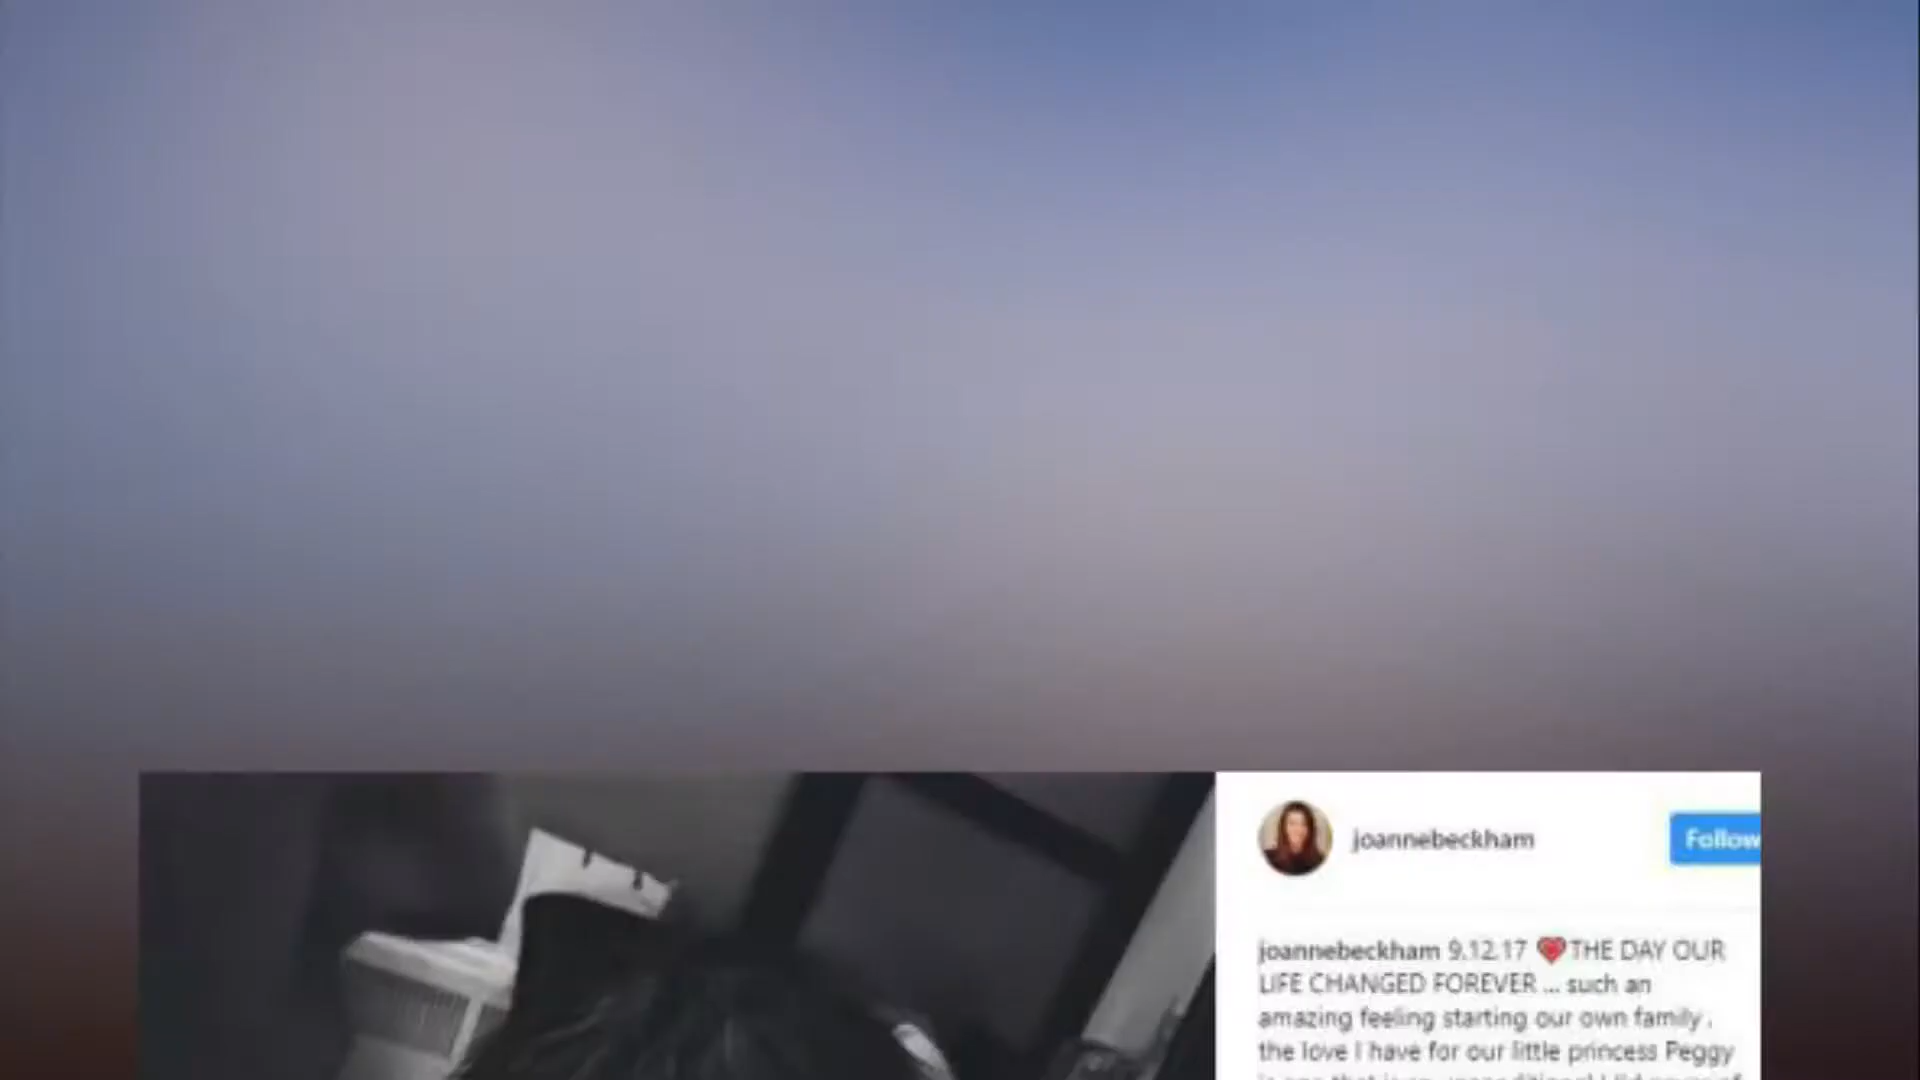 joannebeckham
Follow
joannebeckham 9.12.17 ❤THE DAY OUR
LIFE CHANGED FOREVER ... such an
amazing feeling starting our own family .
the love I have for our little princess Peggy